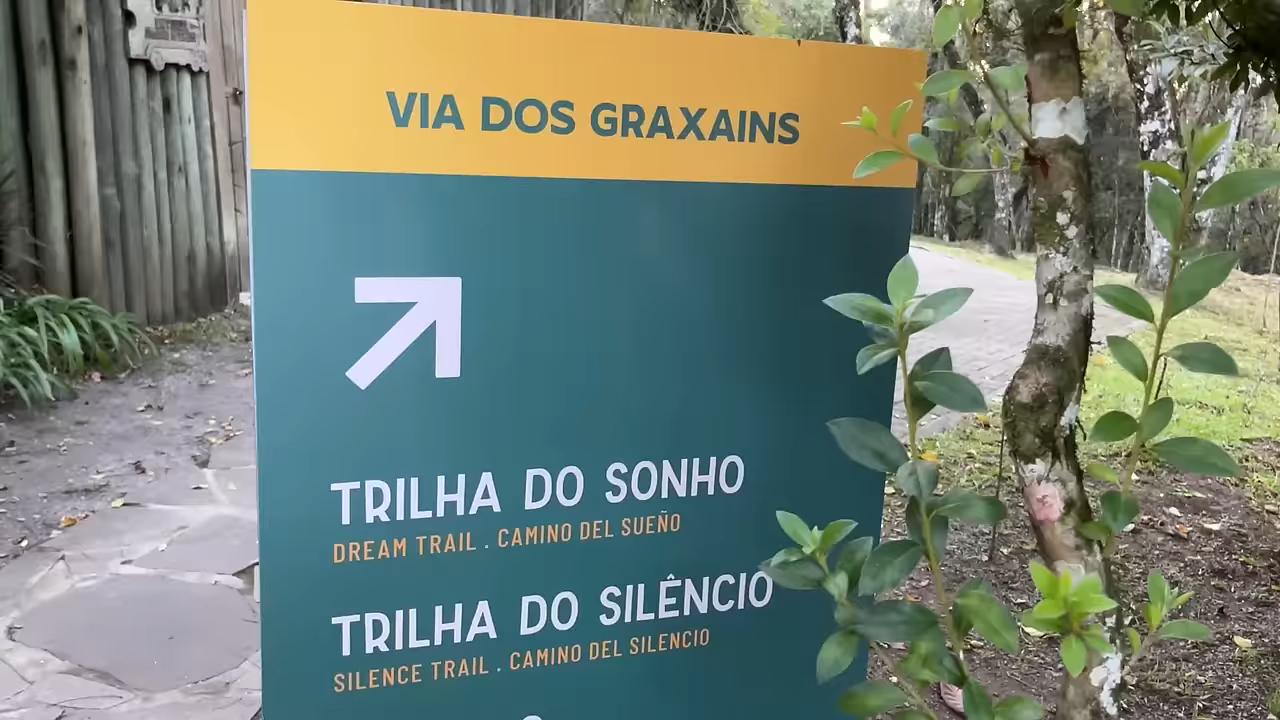 VIA DOS GRAXAINS
TRILHA DO SONHO
DREAM TRAIL . CAMINO DEL SUEÑO
TRILHA DO SILÊNCIO
SILENCE TRAIL . CAMINO DEL SILENCIO